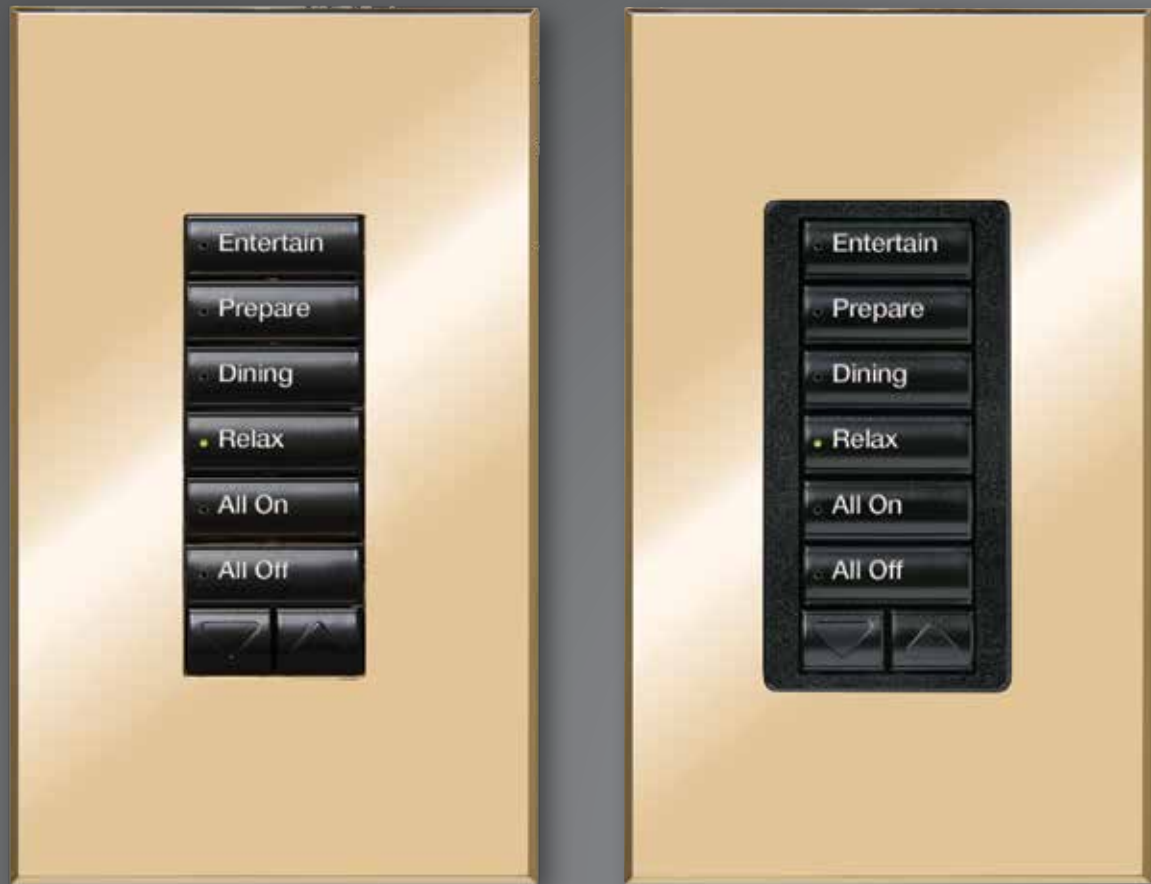 Entertain
Prepare
Dining
Relax
All On
All Off
Entertain
Prepare
Dining
Relax
All On
All Off